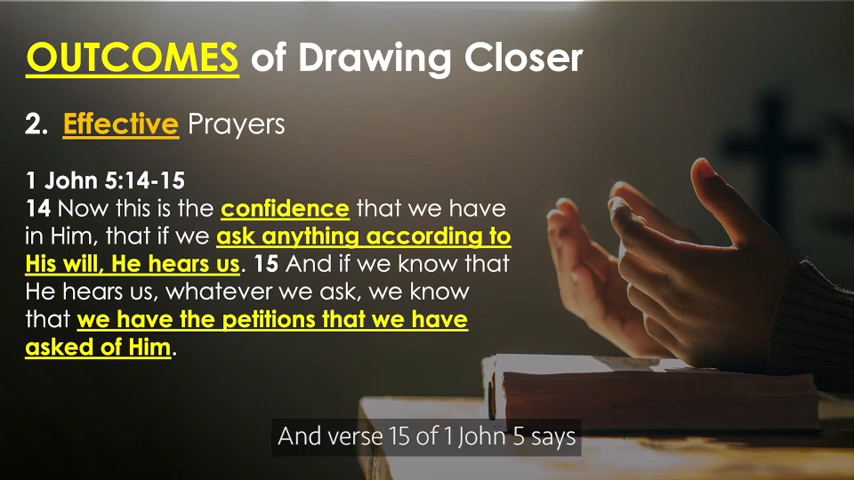 OUTCOMES of Drawing Closer
2. Effective Prayers
1 John 5:14-15
14 Now this is the confidence that we have
in Him, that if we ask anything according to
His will, He hears us. 15 And if we know that
He hears us, whatever we ask, we know
that we have the petitions that we have
asked of Him.
And verse 15 of 1 John 5 says